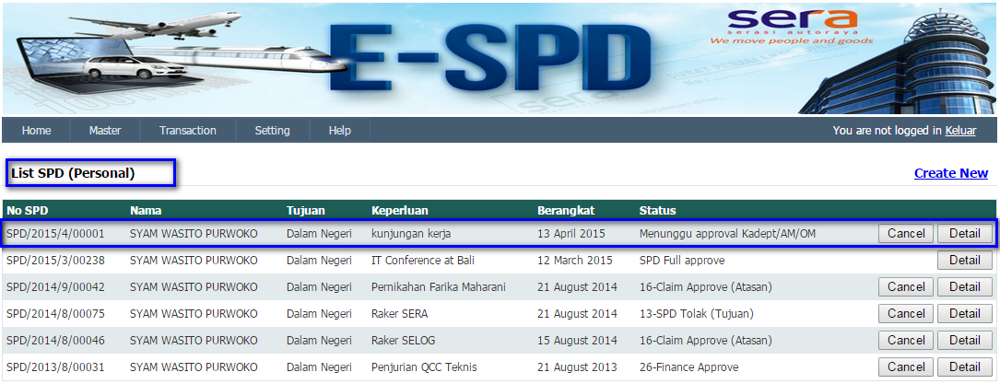 sera
serasi autoraya
We move people and goods
E-SPD
Home Master Transaction Setting Help You are not logged in Keluar
List SPD (Personal) Create New
No SPD Nama Tujuan Keperluan Berangkat Status
SPD/2015/4/00001 SYAM WASITO PURWOKO Dalam Negeri kunjungan kerja 13 April 2015 Menunggu approval Kadept/AM/OM Cancel Detail
SPD/2015/3/00238 SYAM WASITO PURWOKO Dalam Negeri IT Conference at Bali 12 March 2015 SPD Full approve Detail
SPD/2014/9/00042 SYAM WASITO PURWOKO Dalam Negeri Pernikahan Farika Maharani 21 August 2014 16-Claim Approve (Atasan) Cancel Detail
SPD/2014/8/00075 SYAM WASITO PURWOKO Dalam Negeri Raker SERA 21 August 2014 13-SPD Tolak (Tujuan) Cancel Detail
SPD/2014/8/00046 SYAM WASITO PURWOKO Dalam Negeri Raker SELOG 15 August 2014 16-Claim Approve (Atasan) Cancel Detail
SPD/2013/8/00031 SYAM WASITO PURWOKO Dalam Negeri Penjurian QCC Teknis 21 August 2013 26-Finance Approve Cancel Detail